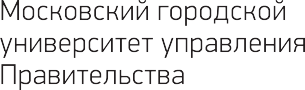 Московский городской
университет управления
Правительства